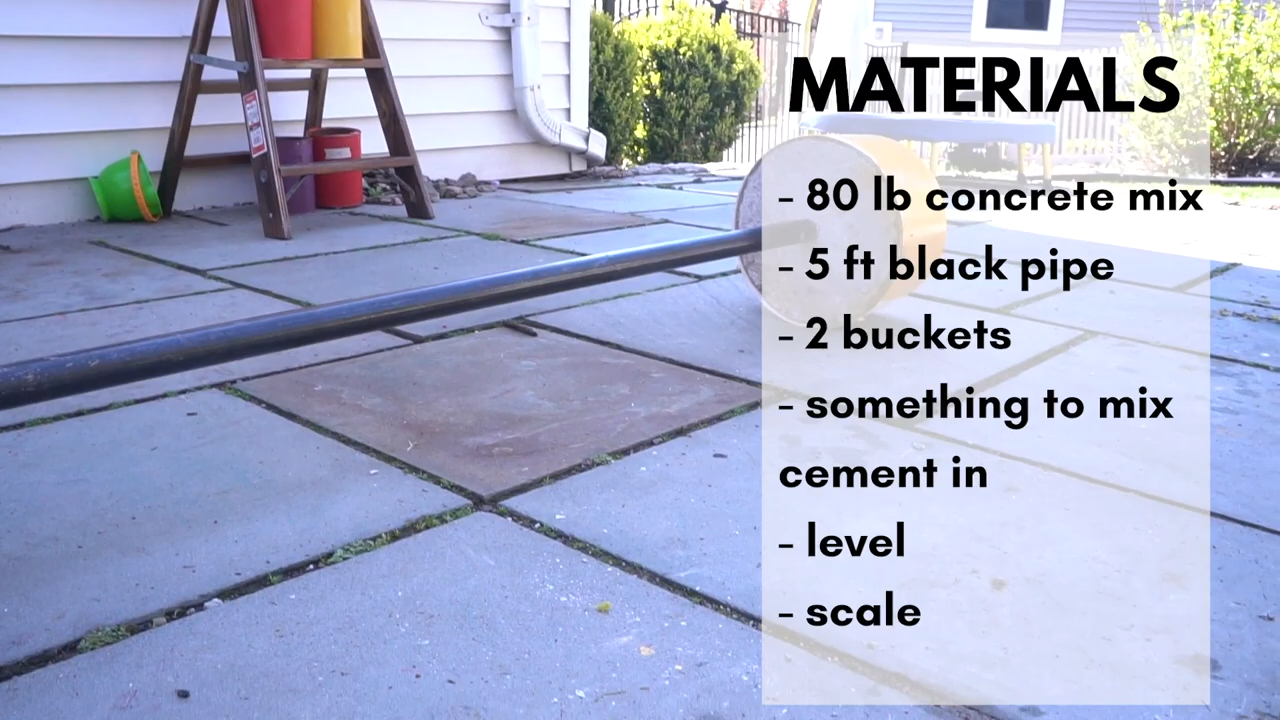 MATERIALS
- 80 lb concrete mix
- 5 ft black pipe
- 2 buckets
- something to mix
cement in
- level
- scale